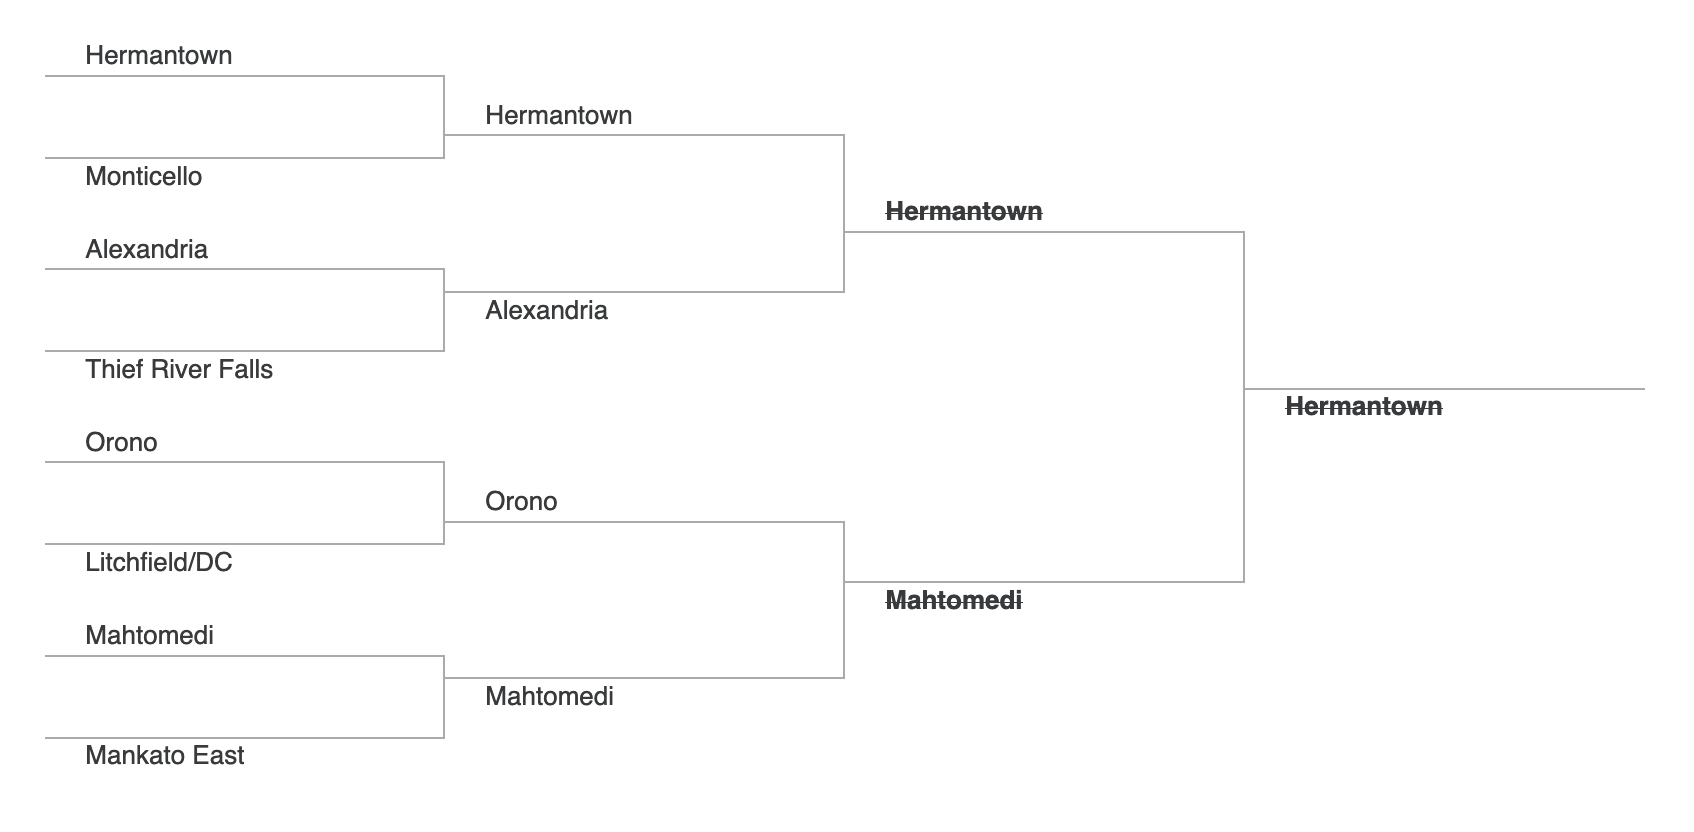 Hermantown
Hermantown
Monticello
Hermantown
Alexandria
Alexandria
Thief River Falls
Hermantown
Orono
Orono
Litchfield/DC
Mahtomedi
Mahtomedi
Mahtomedi
Mankato East